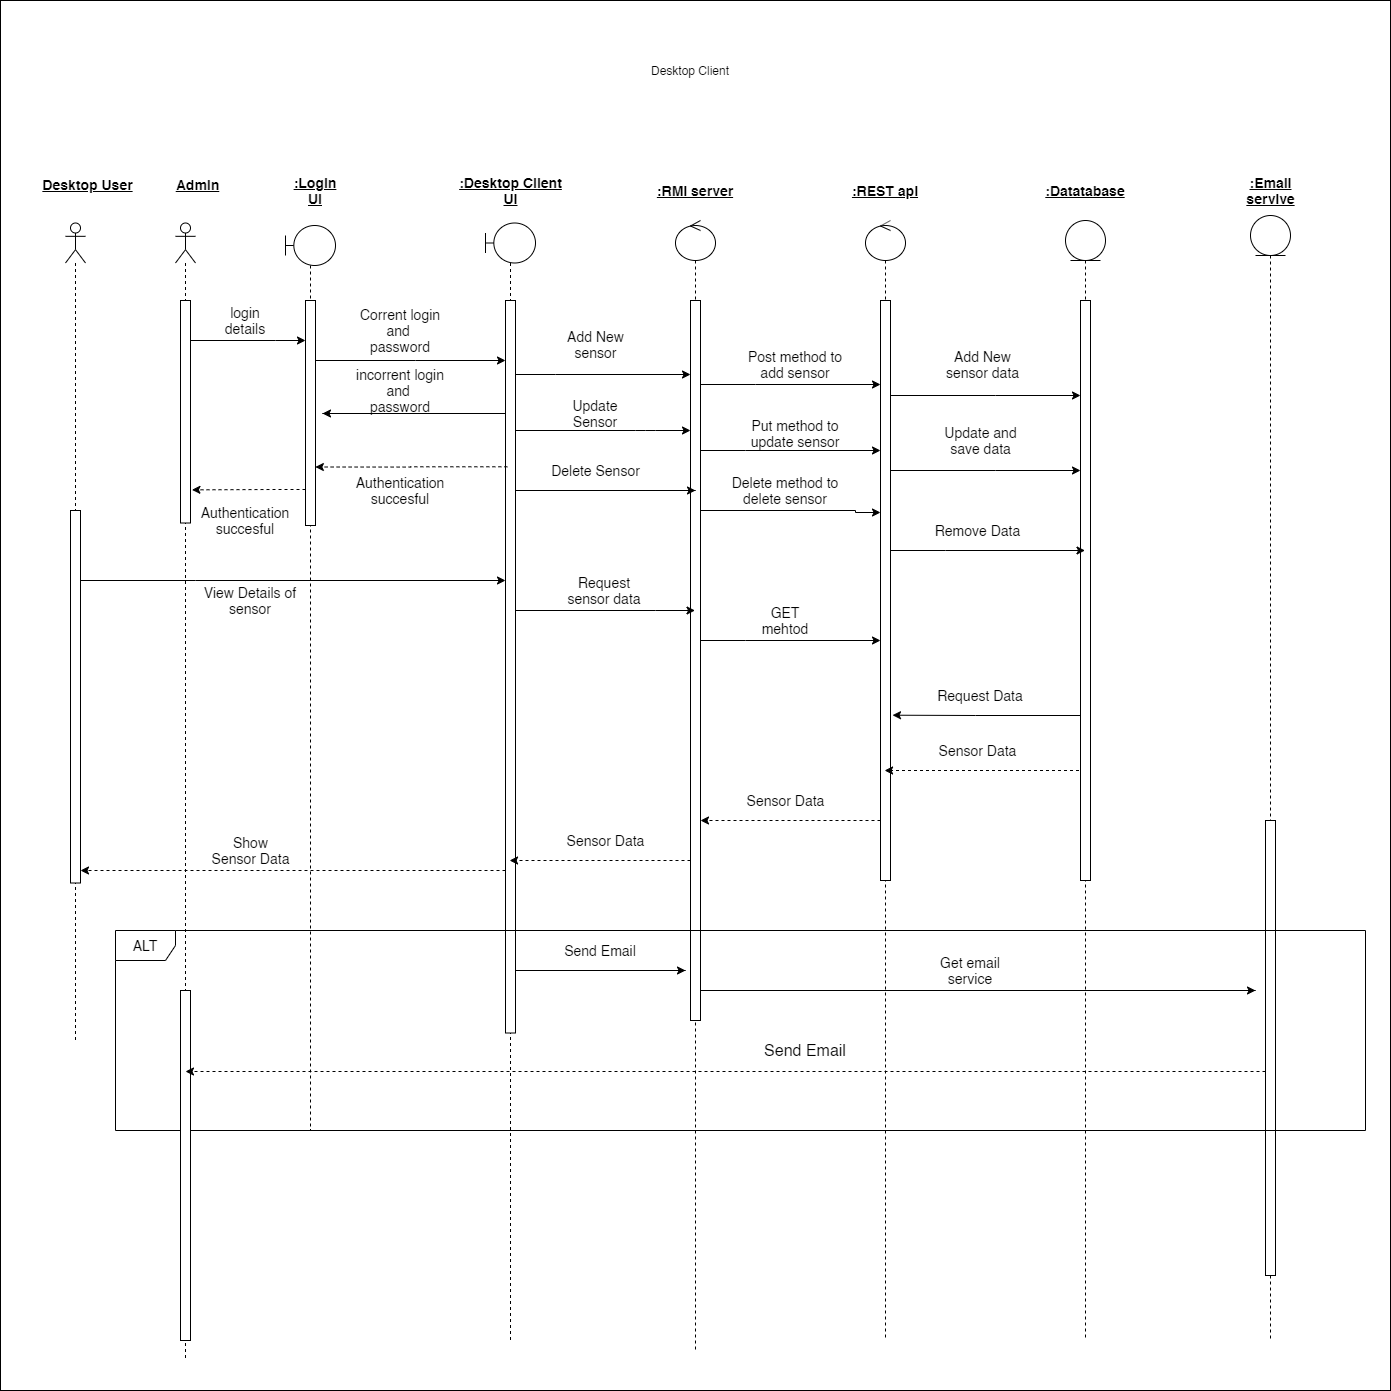 Desktop Client
Desktop User
Admin
:Login
UI
:Desktop Client
UI
:RMI server
:REST api
:Datatabase
:Email
servive
login
details
Corrent login
and
password
Add New
sensor
Post method to
add sensor
Add New
sensor data
incorrent login
and
password
Update
Sensor
Put method to
update sensor
Update and
save data
Delete Sensor
Delete method to
delete sensor
Authentication
succesful
Authentication
succesful
Remove Data
View Details of
sensor
Request
sensor data
GET
mehtod
Request Data
Sensor Data
Sensor Data
Sensor Data
Show
Sensor Data
ALT
Send Email
Get email
service
Send Email